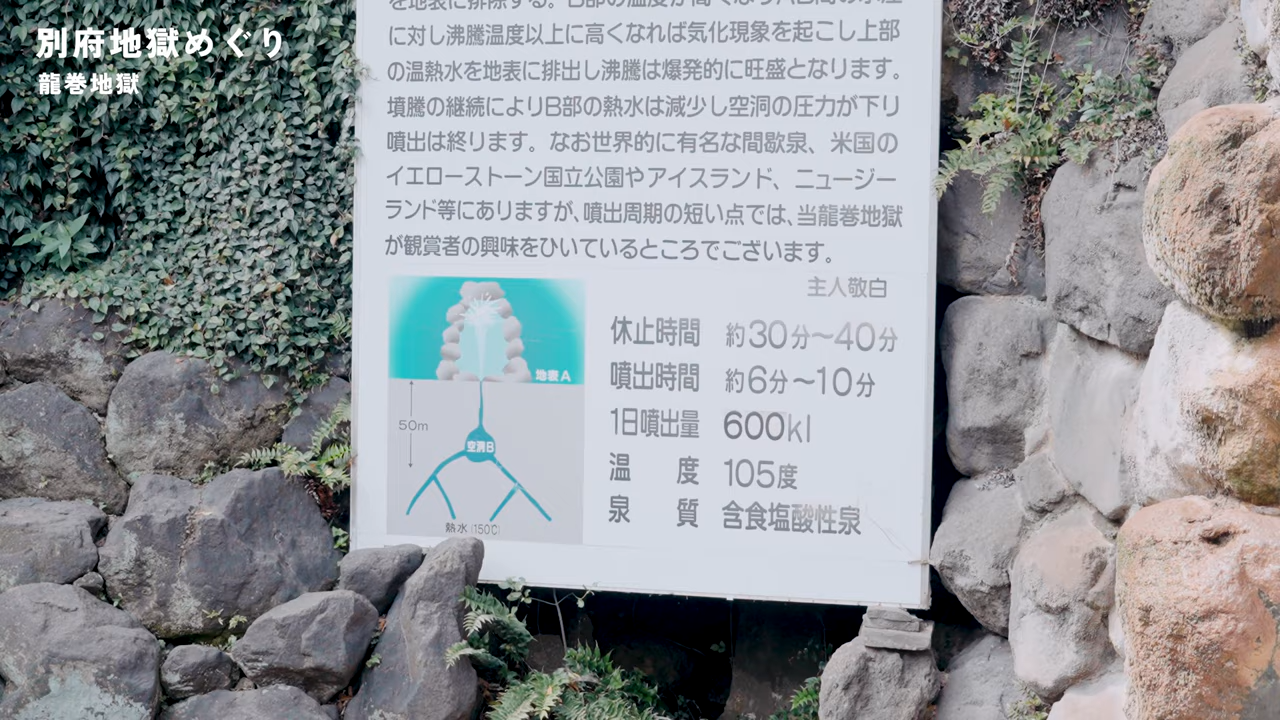 別府地獄めぐり
龍巻地獄
に対し沸騰温度以上に高くなれば気化現象を起こし上部
の温熱水を地表に排出し沸騰は爆発的に旺盛となります。
墳騰の継続によりB部の熱水は減少し空洞の圧力が下り
噴出は終ります。なお世界的に有名な間歇泉、米国の
イエローストーン国立公園やアイスランド、ニュージー
ランド等にありますが、噴出周期の短い点では、当龍巻地獄
が観賞者の興味をひいているところでございます。
主人敬白
地表A
50m
空洞B
熱水(150℃)
休止時間 約30分～40分
噴出時間 約6分～10分
1日噴出量 600kl
温度 105度
泉質 含食塩酸性泉